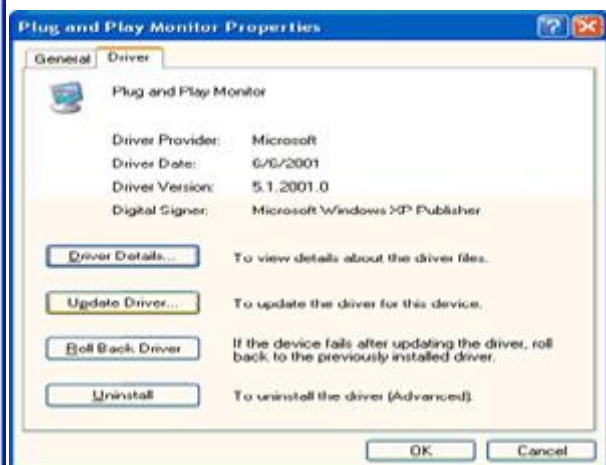 Plug and Play Monitor Properties
General Driver
Plug and Play Monitor
Driver Provider: Microsoft
Driver Date: 6/6/2001
Driver Version: 5.1.2001.0
Digital Signer: Microsoft Windows XP Publisher
Driver Details... To view details about the driver files.
Update Driver... To update the driver for this device.
Roll Back Driver If the device fails after updating the driver, roll
back to the previously installed driver.
Uninstall To uninstall the driver (Advanced).
OK Cancel